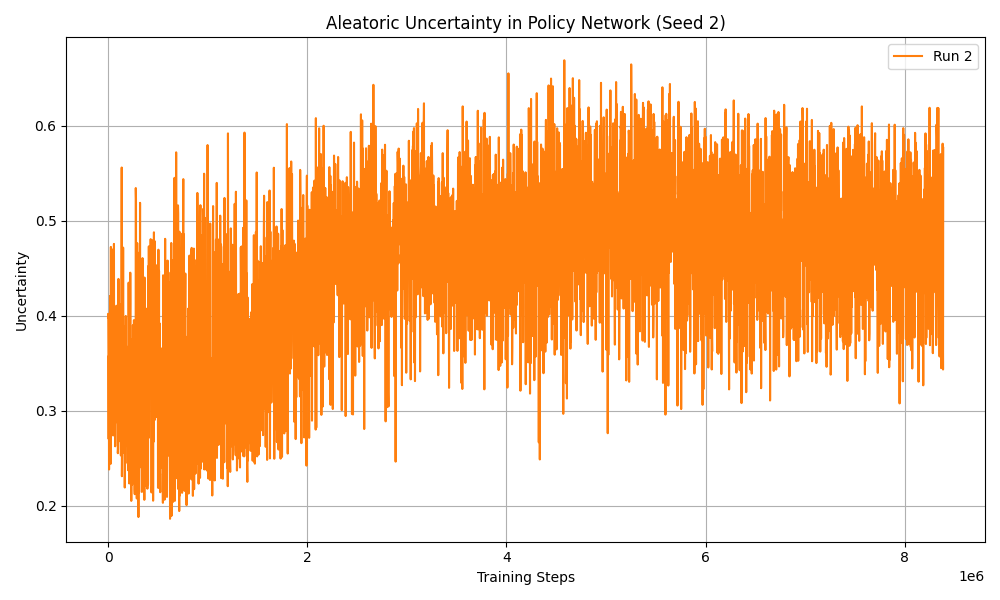 Aleatoric Uncertainty in Policy Network (Seed 2)
Run 2
Uncertainty
0.6
0.5
0.4
0.3
0.2
0 2 4 6 8
1e6
Training Steps